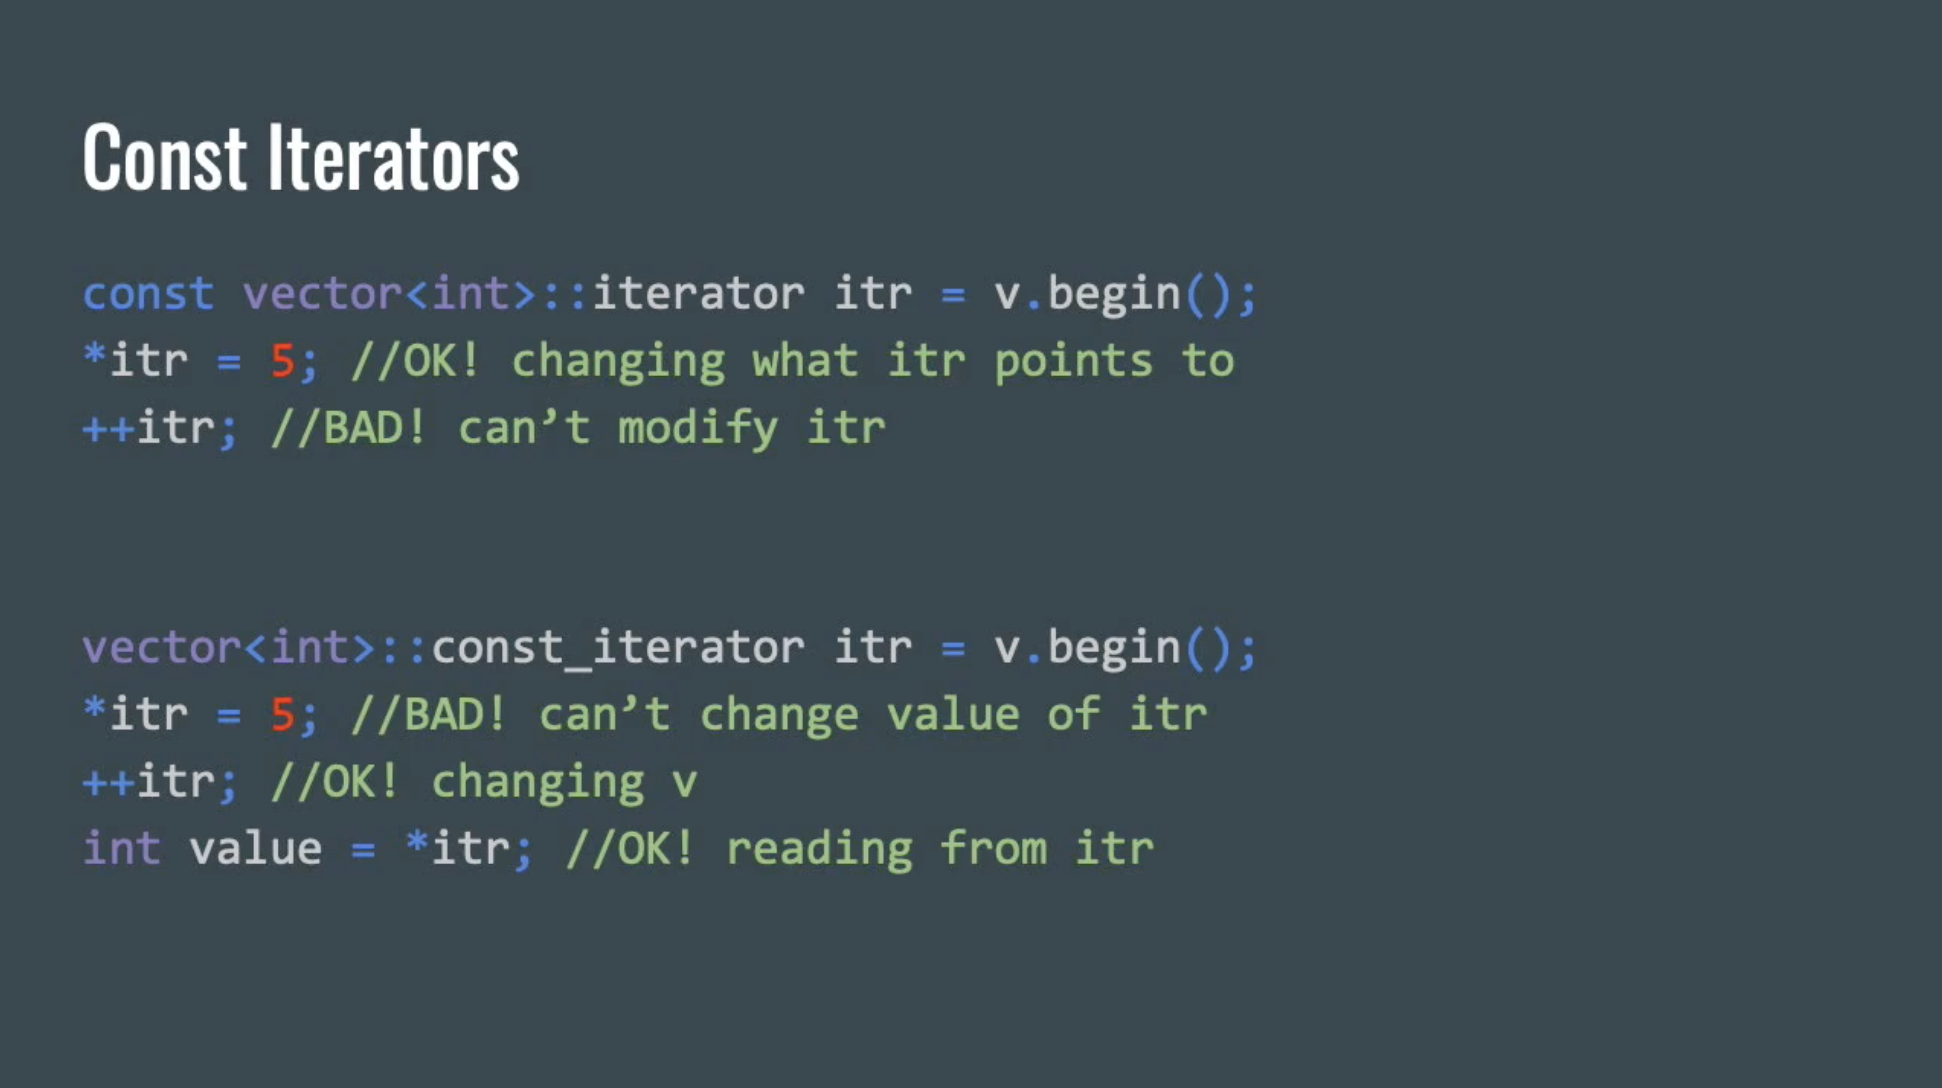 Const Iterators
const vector<int>::iterator itr = v.begin();
*itr = 5; //OK! changing what itr points to
++itr; //BAD! can’t modify itr
vector<int>::const_iterator itr = v.begin();
*itr = 5; //BAD! can’t change value of itr
++itr; //OK! changing v
int value = *itr; //OK! reading from itr